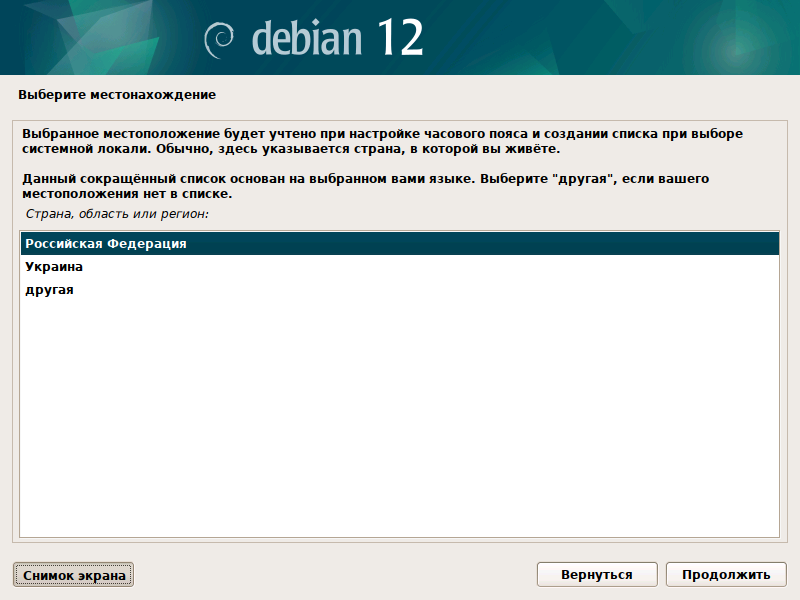 debian 12
Выберите местонахождение
Выбранное местоположение будет учтено при настройке часового пояса и создании списка при выборе
системной локали. Обычно, здесь указывается страна, в которой вы живёте.
Данный сокращённый список основан на выбранном вами языке. Выберите "другая", если вашего
местоположения нет в списке.
Страна, область или регион:
Российская Федерация
Украина
другая
Снимок экрана
Вернуться
Продолжить